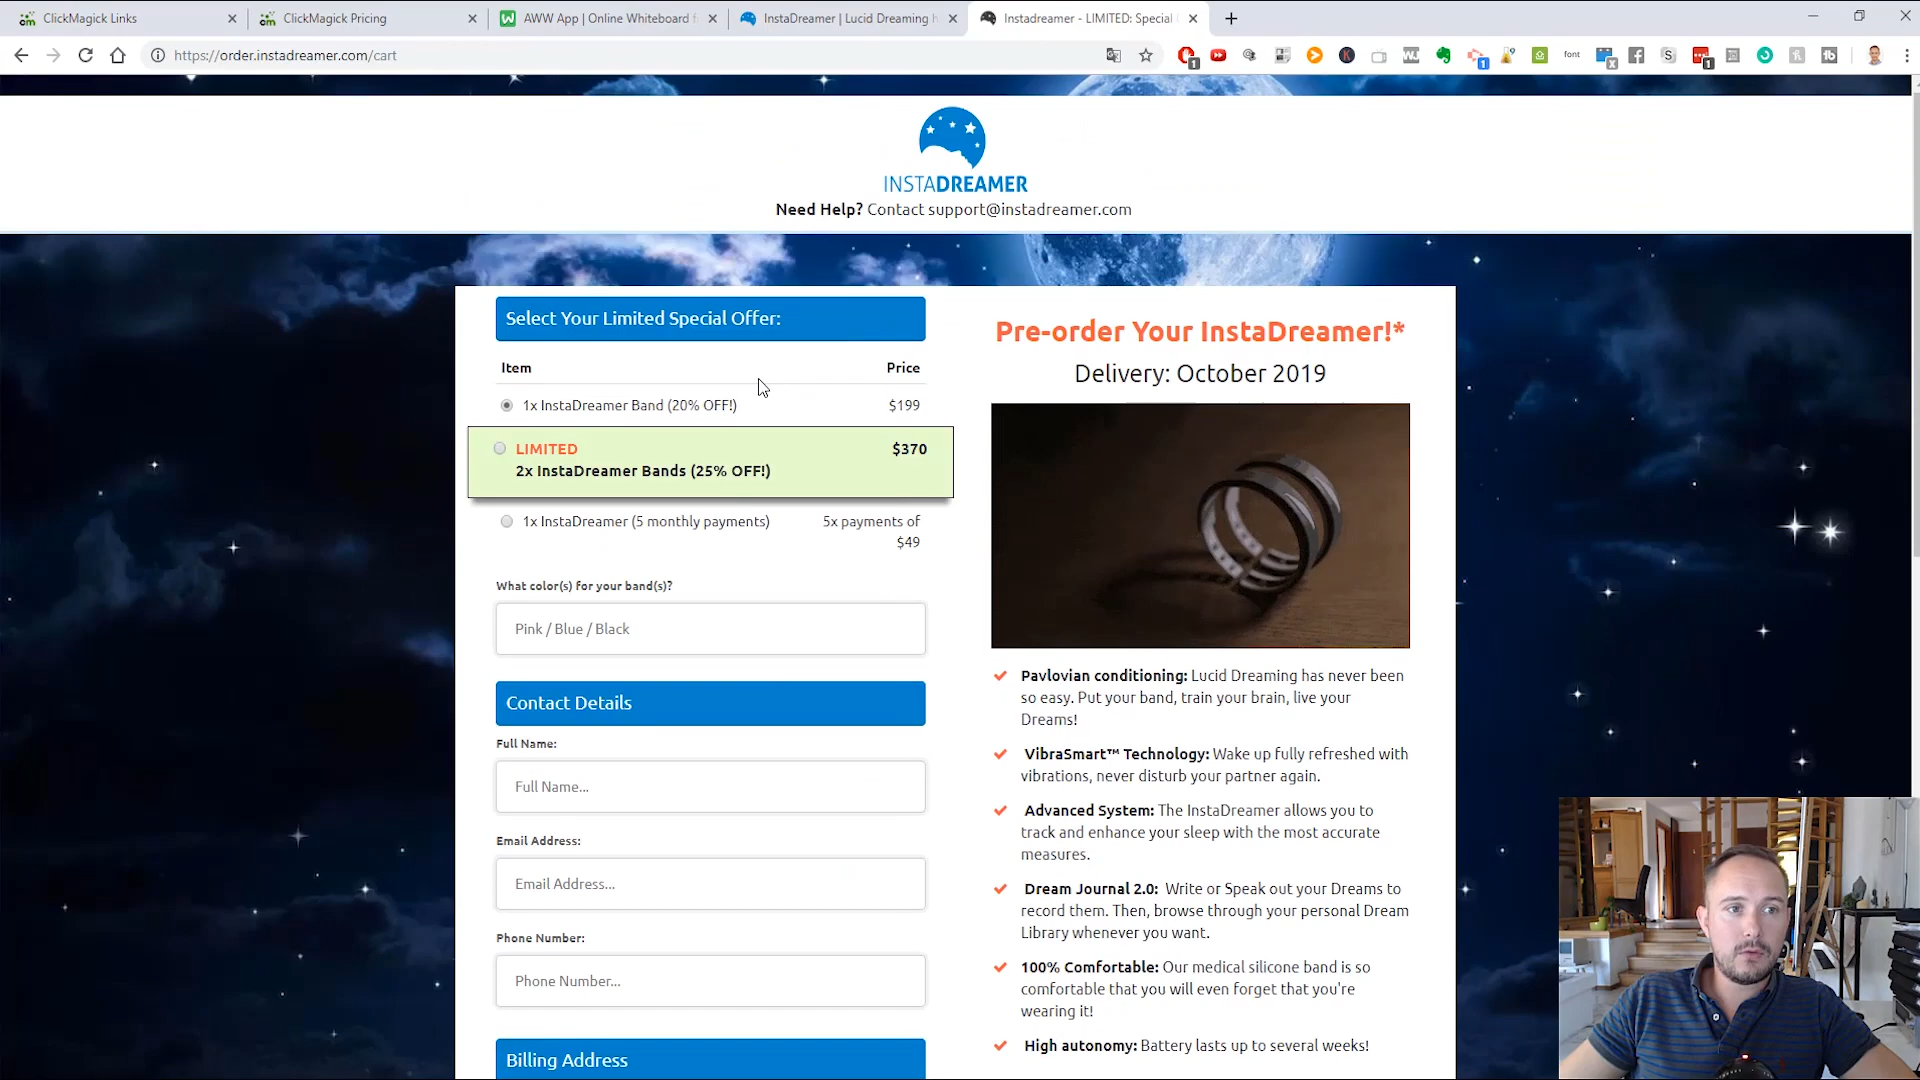 ClickMagick Links
ClickMagick Pricing
AWW App | Online Whiteboard f
InstaDreamer | Lucid Dreaming h
Instadreamer - LIMITED: Special
https://order.instadreamer.com/cart
font
INSTADREAMER
Need Help? Contact support@instadreamer.com
Select Your Limited Special Offer:
Item Price
1x InstaDreamer Band (20% OFF!) $199
LIMITED $370
2x InstaDreamer Bands (25% OFF!)
1x InstaDreamer (5 monthly payments) 5x payments of
$49
What color(s) for your band(s)?
Pink / Blue / Black
Contact Details
Full Name:
Full Name...
Email Address:
Email Address...
Phone Number:
Phone Number...
Billing Address
Pre-order Your InstaDreamer!*
Delivery: October 2019
Pavlovian conditioning: Lucid Dreaming has never been
so easy. Put your band, train your brain, live your
Dreams!
VibraSmart™ Technology: Wake up fully refreshed with
vibrations, never disturb your partner again.
Advanced System: The InstaDreamer allows you to
track and enhance your sleep with the most accurate
measures.
Dream Journal 2.0: Write or Speak out your Dreams to
record them. Then, browse through your personal Dream
Library whenever you want.
100% Comfortable: Our medical silicone band is so
comfortable that you will even forget that you're
wearing it!
High autonomy: Battery lasts up to several weeks!